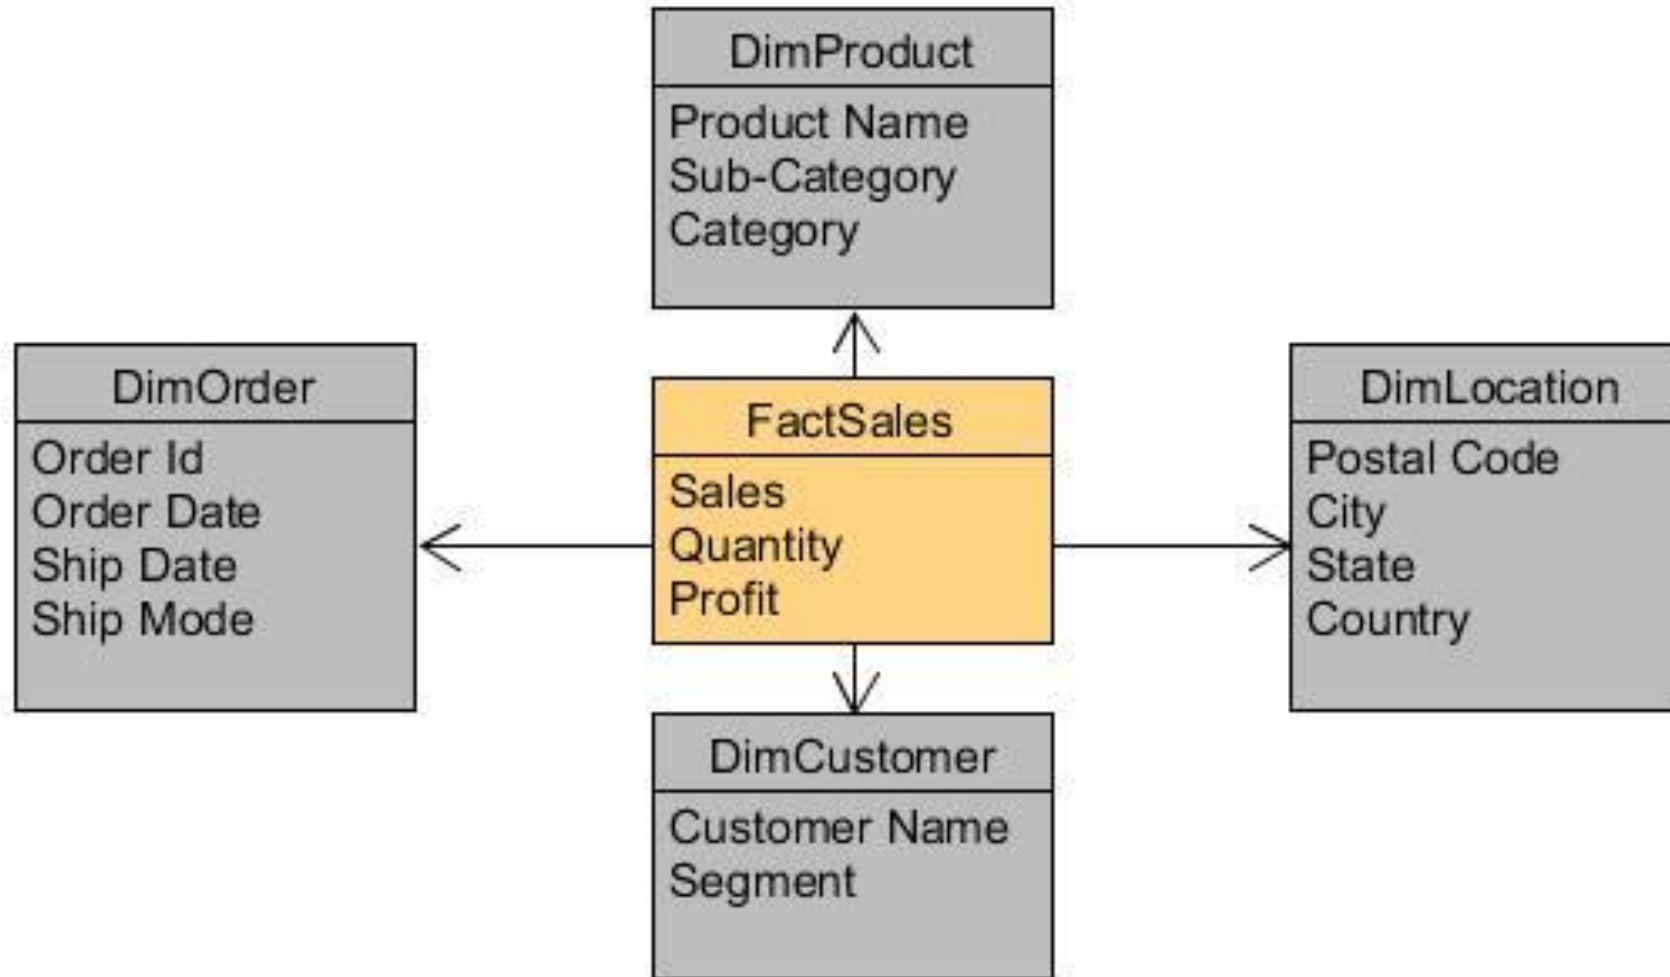 DimProduct
Product Name
Sub-Category
Category
DimOrder
Order Id
Order Date
Ship Date
Ship Mode
FactSales
Sales
Quantity
Profit
DimLocation
Postal Code
City
State
Country
DimCustomer
Customer Name
Segment